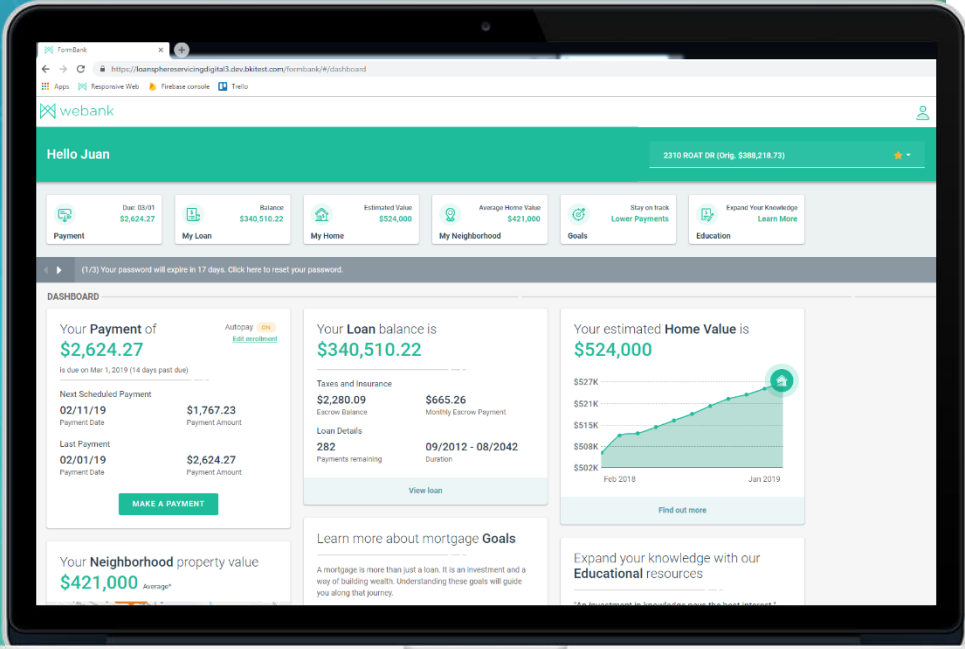 FormBank
https://loansphereservicingdigital3.dev.bkitest.com/formbank/#/dashboard
Apps Responsive Web Firebase console Trello
webank
Hello Juan
2310 ROAT DR (Orig. $388,218.73)
Due: 03/01
$2,624.27
Payment
Balance
$340,510.22
My Loan
Estimated Value
$524,000
My Home
Average Home Value
$421,000
My Neighborhood
Stay on track
Lower Payments
Goals
Expand Your Knowledge
Learn More
Education
(1/3) Your password will expire in 17 days. Click here to reset your password.
DASHBOARD
Your Payment of
$2,624.27
Autopay ON
Edit enrollment
is due on Mar 1, 2019 (14 days past due)
Next Scheduled Payment
02/11/19 $1,767.23
Payment Date Payment Amount
Last Payment
02/01/19 $2,624.27
Payment Date Payment Amount
MAKE A PAYMENT
Your Neighborhood property value
$421,000 Average*
Your Loan balance is
$340,510.22
Taxes and Insurance
$2,280.09 $665.26
Escrow Balance Monthly Escrow Payment
Loan Details
282 09/2012 - 08/2042
Payments remaining Duration
View loan
Learn more about mortgage Goals
A mortgage is more than just a loan. It is an investment and a
way of building wealth. Understanding these goals will guide
you along that journey.
Your estimated Home Value is
$524,000
$527K
$521K
$515K
$508K
$502K
Feb 2018 Jan 2019
Find out more
Expand your knowledge with our
Educational resources
"An investment in knowledge pays the best interest."